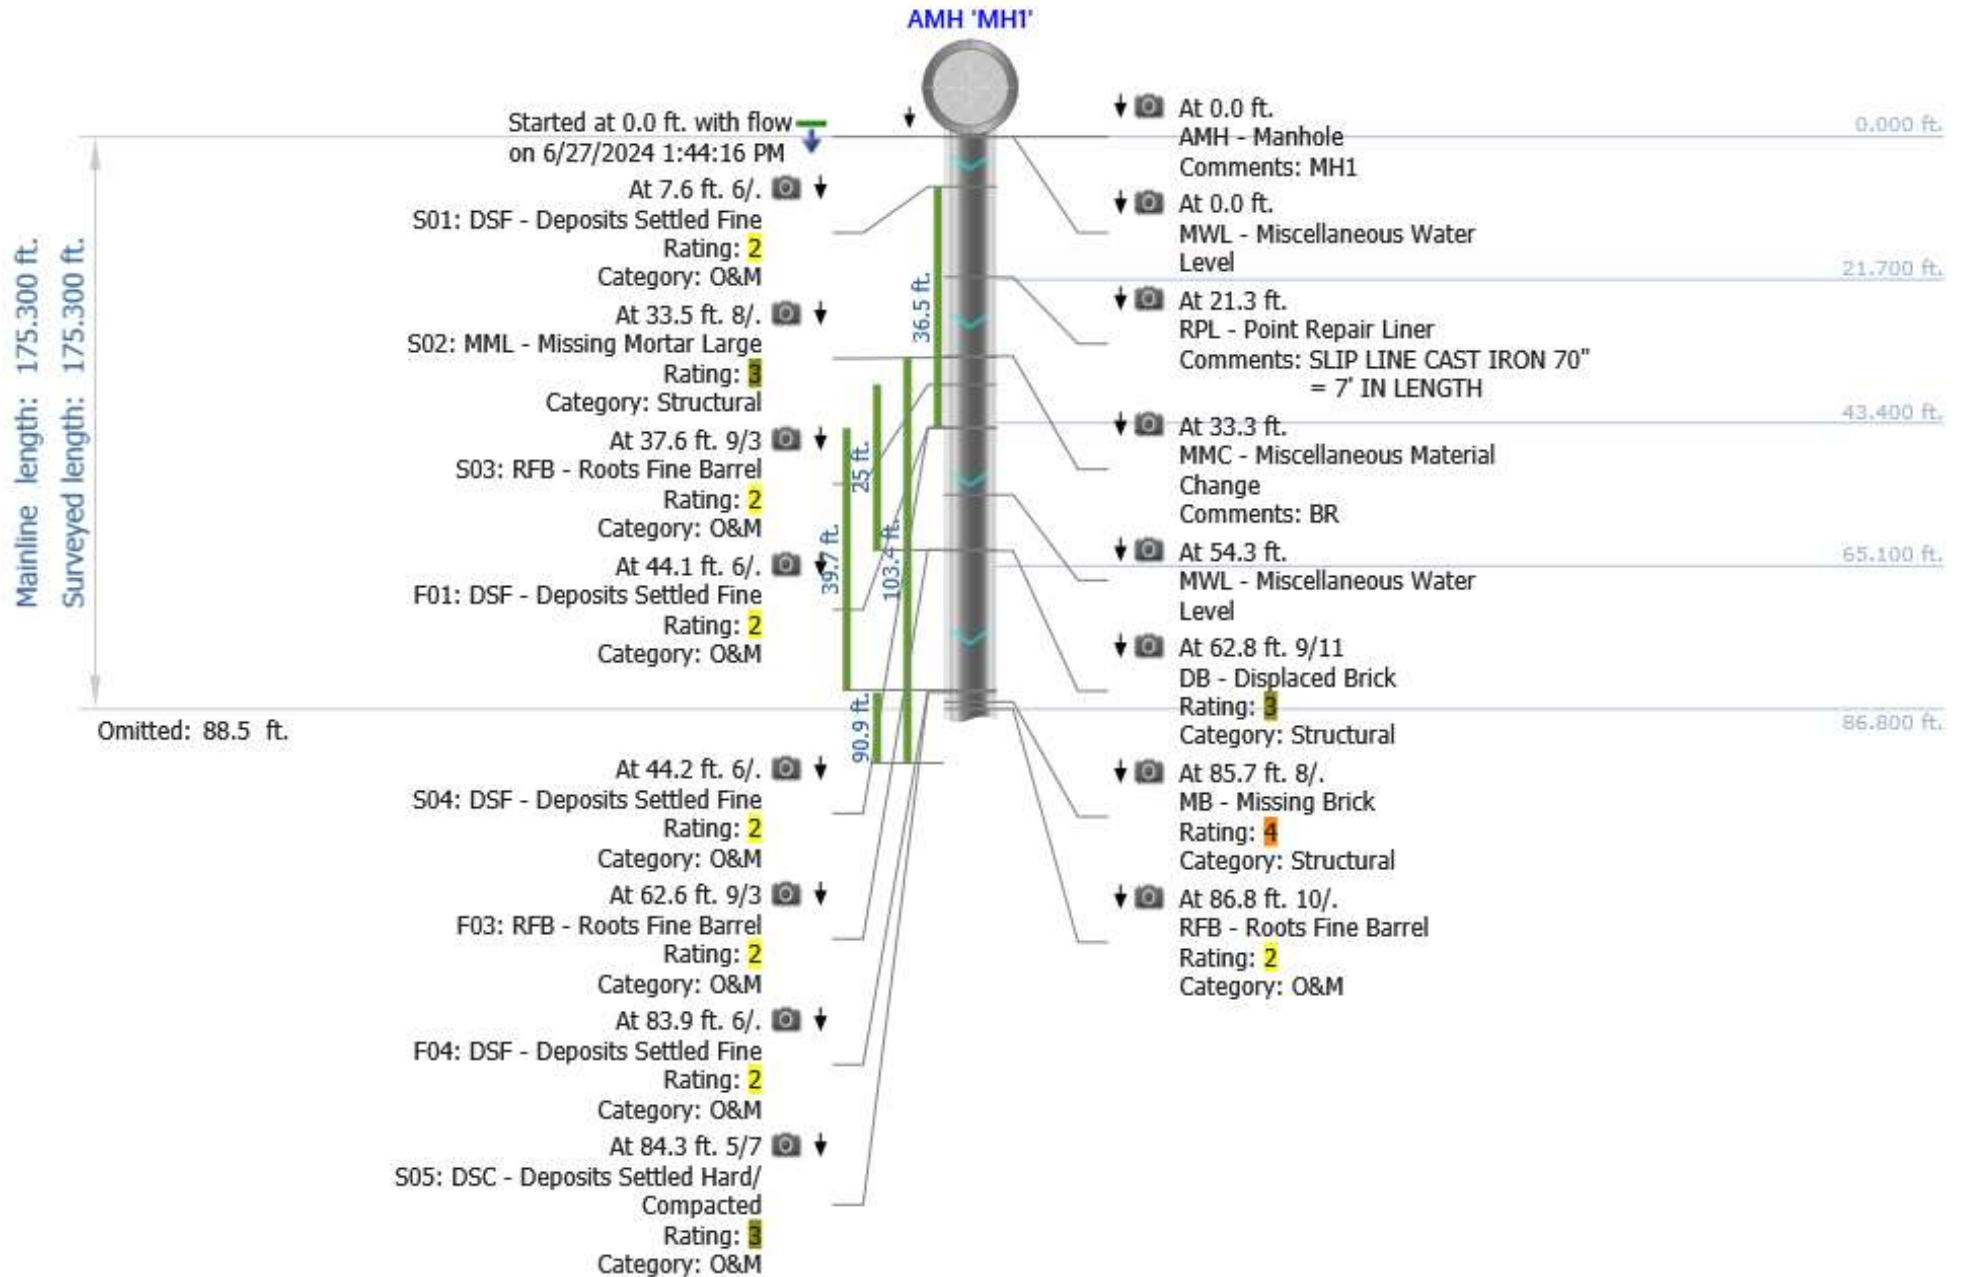 AMH 'MH1'
Started at 0.0 ft. with flow
on 6/27/2024 1:44:16 PM
At 7.6 ft. 6/.
S01: DSF - Deposits Settled Fine
Rating: 2
Category: O&M
At 33.5 ft. 8/.
S02: MML - Missing Mortar Large
Rating: 3
Category: Structural
At 37.6 ft. 9/3
S03: RFB - Roots Fine Barrel
Rating: 2
Category: O&M
At 44.1 ft. 6/.
F01: DSF - Deposits Settled Fine
Rating: 2
Category: O&M
Mainline length: 175.300 ft.
Surveyed length: 175.300 ft.
Omitted: 88.5 ft.
At 44.2 ft. 6/.
S04: DSF - Deposits Settled Fine
Rating: 2
Category: O&M
At 62.6 ft. 9/3
F03: RFB - Roots Fine Barrel
Rating: 2
Category: O&M
At 83.9 ft. 6/.
F04: DSF - Deposits Settled Fine
Rating: 2
Category: O&M
At 84.3 ft. 5/7
S05: DSC - Deposits Settled Hard/
Compacted
Rating: 3
Category: O&M
36.5 ft.
25 ft.
39.7 ft.
103.4 ft.
90.9 ft.
At 0.0 ft.
AMH - Manhole
Comments: MH1
At 0.0 ft.
MWL - Miscellaneous Water
Level
At 21.3 ft.
RPL - Point Repair Liner
Comments: SLIP LINE CAST IRON 70"
= 7' IN LENGTH
At 33.3 ft.
MMC - Miscellaneous Material
Change
Comments: BR
At 54.3 ft.
MWL - Miscellaneous Water
Level
At 62.8 ft. 9/11
DB - Displaced Brick
Rating: 3
Category: Structural
At 85.7 ft. 8/.
MB - Missing Brick
Rating: 4
Category: Structural
At 86.8 ft. 10/.
RFB - Roots Fine Barrel
Rating: 2
Category: O&M
0.000 ft.
21.700 ft.
43.400 ft.
65.100 ft.
86.800 ft.